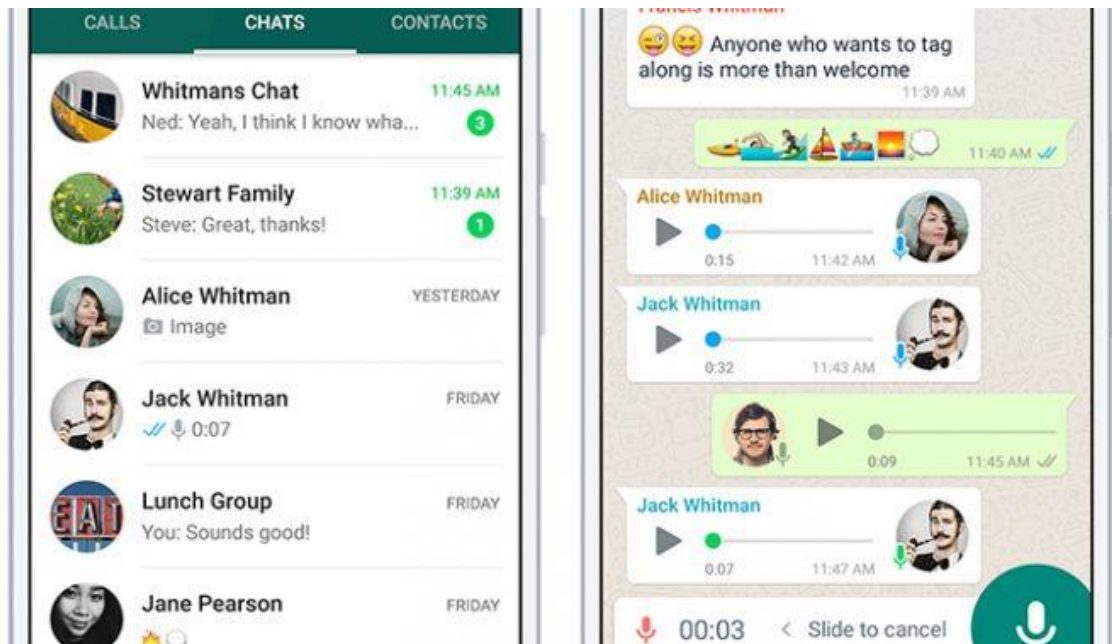 CALLS CHATS CONTACTS
Whitmans Chat 11:45 AM
Ned: Yeah, I think I know wha... 3
Stewart Family 11:39 AM
Steve: Great, thanks! 1
Alice Whitman YESTERDAY
Image
Jack Whitman FRIDAY
0:07
Lunch Group FRIDAY
You: Sounds good!
EAT
Jane Pearson FRIDAY
Francis Whitman
Anyone who wants to tag
along is more than welcome
11:39 AM
11:40 AM
Alice Whitman
0:15 11:42 AM
Jack Whitman
0:32 11:43 AM
0:09 11:45 AM
Jack Whitman
0:07 11:47 AM
00:03 < Slide to cancel